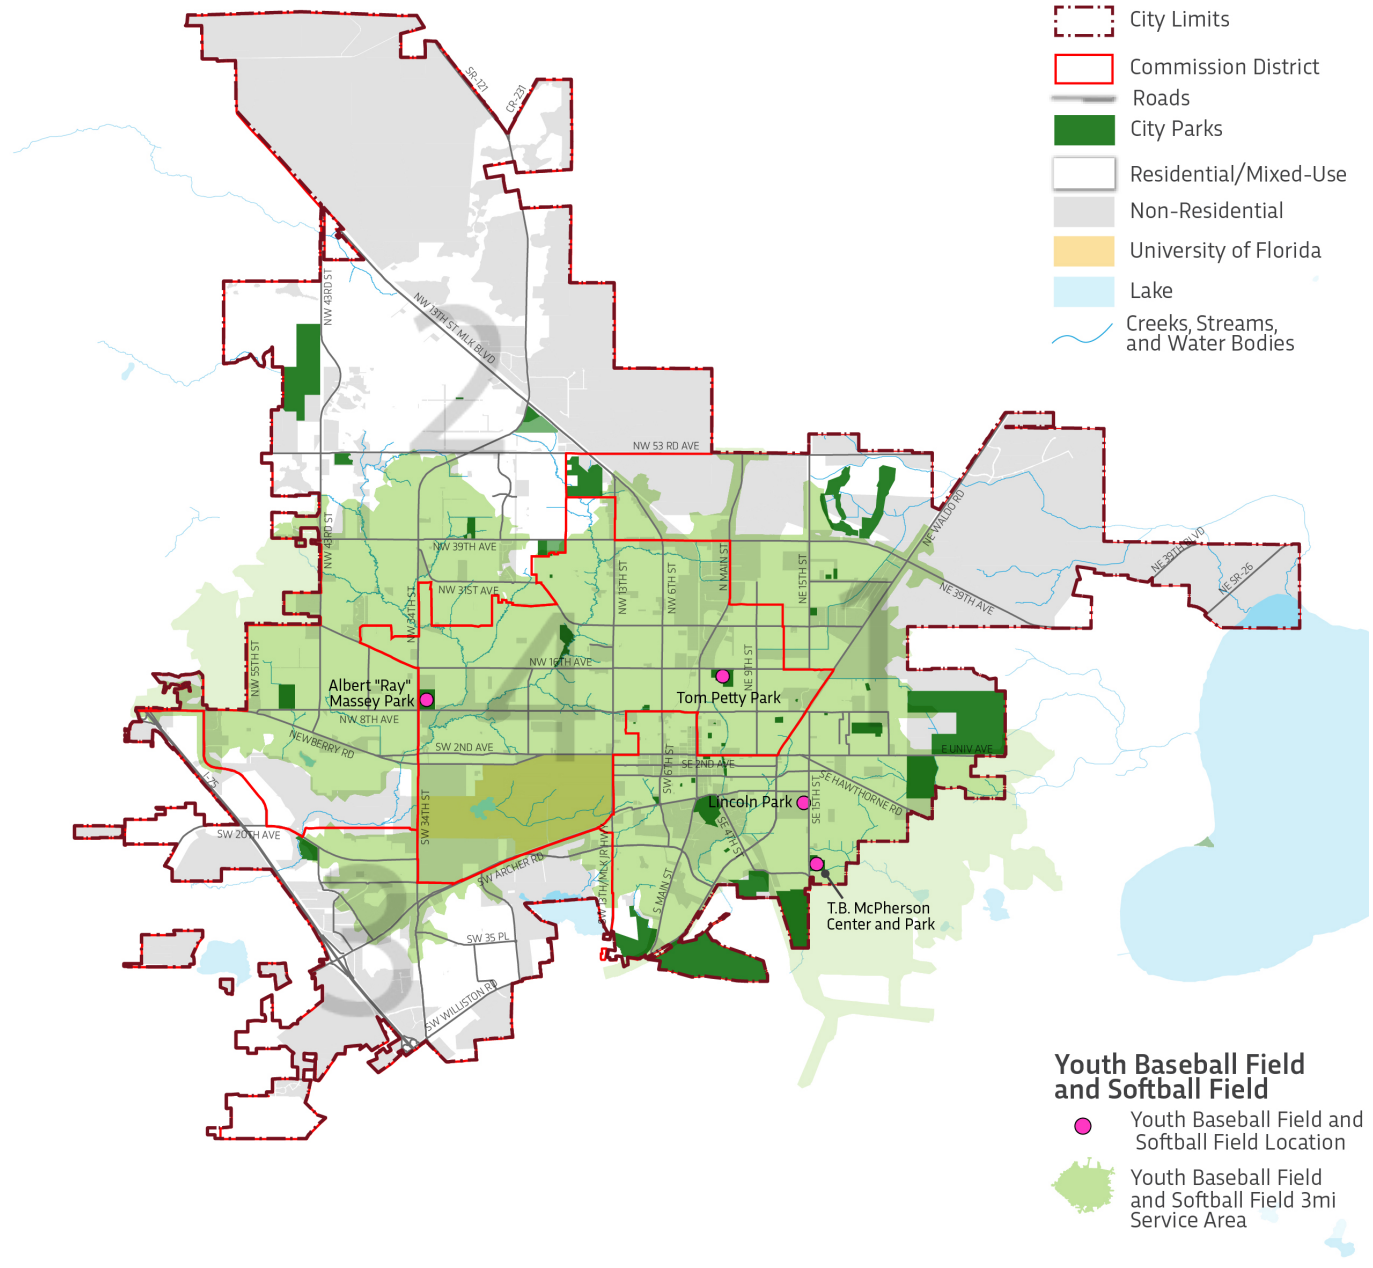 City Limits
Commission District
Roads
City Parks
Residential/Mixed-Use
Non-Residential
University of Florida
Lake
Creeks, Streams,
and Water Bodies
SR-121
CR-231
NW 43RD ST
NW 13TH ST MLK BLVD
2
NW 53 RD AVE
NE WALDO RD
NW 43RD ST
NW 39TH AVE
NE 39TH BLVD
NE SR-26
NE 39TH AVE
NW 31ST AVE
NW 34TH ST
NW 13TH ST
NW 6TH ST
N MAIN ST
NE 15TH ST
1
NW 55TH ST
NW 16TH AVE
NE 9TH ST
4
Albert "Ray"
Massey Park
Tom Petty Park
NW 8TH AVE
NEWBERRY RD
SW 2ND AVE
E UNIV AVE
SE 2ND AVE
SW 6TH ST
I-75
SE HAWTHORNE RD
Lincoln Park
SE 15TH ST
SW 34TH ST
SW 20TH AVE
SE 4TH ST
SW ARCHER RD
SW 13TH/MLK JR HWY
S MAIN ST
T.B. McPherson
Center and Park
SW 35 PL
3
SW WILLISTON RD
Youth Baseball Field
and Softball Field
Youth Baseball Field and
Softball Field Location
Youth Baseball Field
and Softball Field 3mi
Service Area